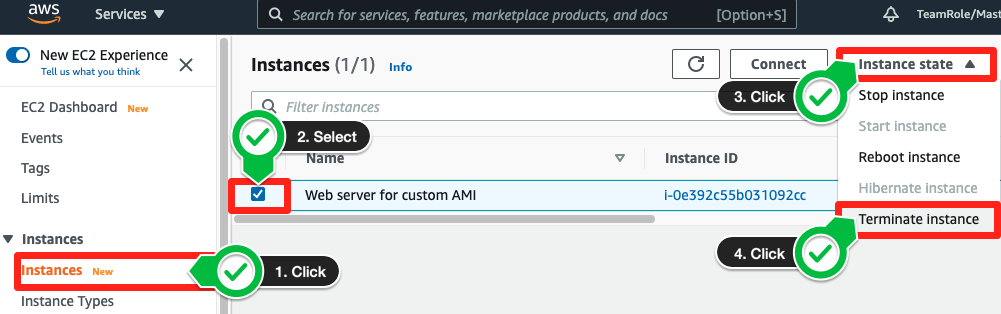 aws
Services ▼
Search for services, features, marketplace products, and docs
[Option+S]
TeamRole/Mast
New EC2 Experience
Tell us what you think
EC2 Dashboard New
Events
Tags
Limits
Instances
Instances New
Instance Types
Instances (1/1) Info
Connect
Instance state ▲
Filter instances
Name
Instance ID
Web server for custom AMI
i-0e392c55b031092cc
Stop instance
Start instance
Reboot instance
Hibernate instance
Terminate instance
1. Click
2. Select
3. Click
4. Click